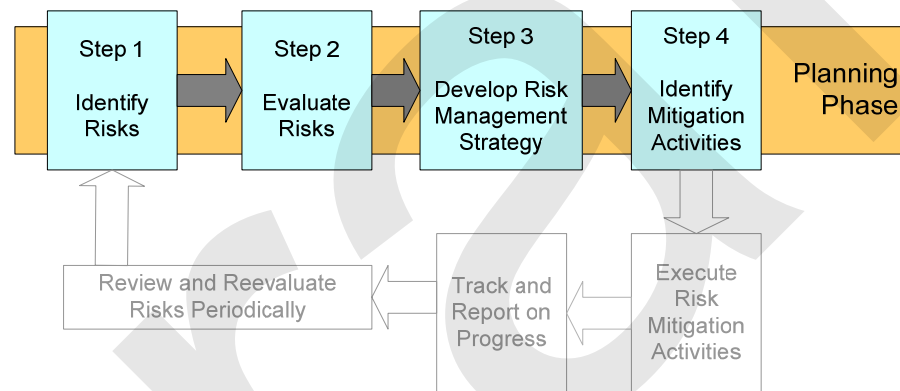 Step 1
Identify
Risks
Step 2
Evaluate
Risks
Step 3
Develop Risk
Management
Strategy
Step 4
Identify
Mitigation
Activities
Planning
Phase
Review and Reevaluate
Risks Periodically
Track and
Report on
Progress
Execute
Risk
Mitigation
Activities